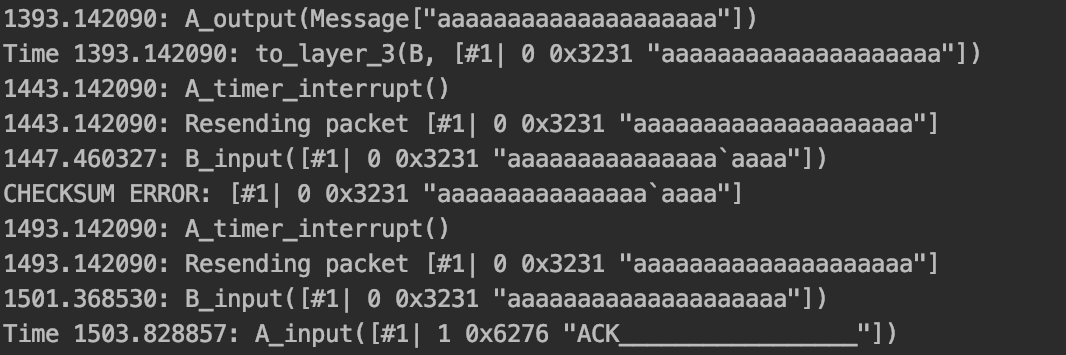 1393.142090: A_output(Message["aaaaaaaaaaaaaaaaaaaa"])
Time 1393.142090: to_layer_3(B, [#1| 0 0x3231 "aaaaaaaaaaaaaaaaaaaa"])
1443.142090: A_timer_interrupt()
1443.142090: Resending packet [#1| 0 0x3231 "aaaaaaaaaaaaaaaaaaaa"]
1447.460327: B_input([#1| 0 0x3231 "aaaaaaaaaaaaaaa`aaaa"])
CHECKSUM ERROR: [#1| 0 0x3231 "aaaaaaaaaaaaaaa`aaaa"]
1493.142090: A_timer_interrupt()
1493.142090: Resending packet [#1| 0 0x3231 "aaaaaaaaaaaaaaaaaaaa"]
1501.368530: B_input([#1| 0 0x3231 "aaaaaaaaaaaaaaaaaaaa"])
Time 1503.828857: A_input([#1| 1 0x6276 "ACK_________________"])